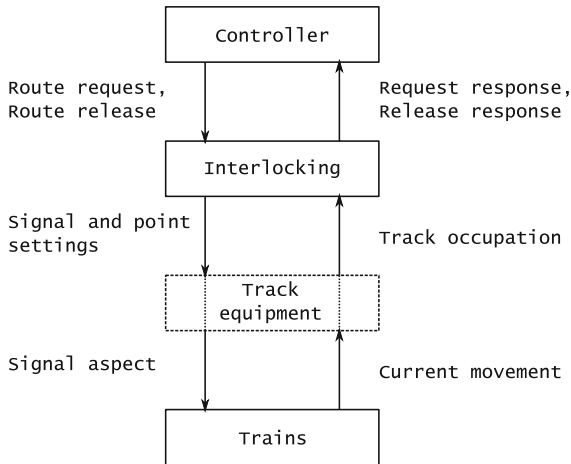 Controller
Route request,
Route release
Request response,
Release response
Interlocking
Signal and point
settings
Track occupation
Track
equipment
Signal aspect
Current movement
Trains